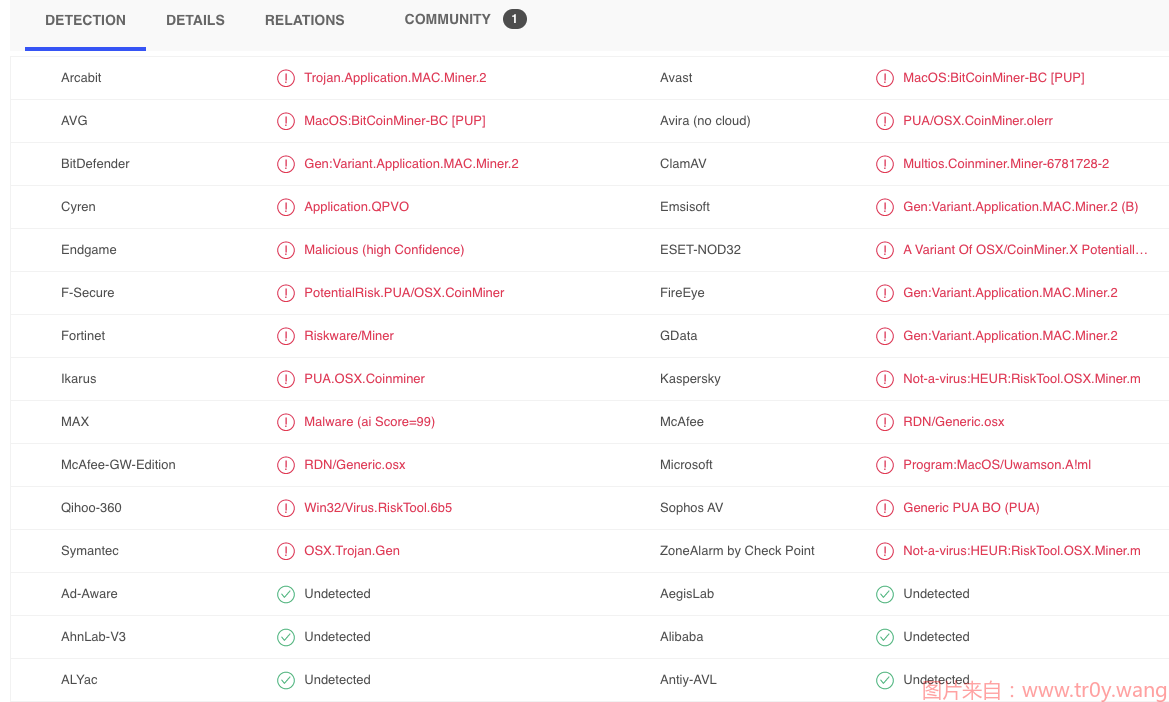 DETECTION DETAILS RELATIONS COMMUNITY 1
Arcabit Trojan.Application.MAC.Miner.2 Avast MacOS:BitCoinMiner-BC [PUP]
AVG MacOS:BitCoinMiner-BC [PUP] Avira (no cloud) PUA/OSX.CoinMiner.olerr
BitDefender Gen:Variant.Application.MAC.Miner.2 ClamAV Multios.Coinminer.Miner-6781728-2
Cyren Application.QPVO Emsisoft Gen:Variant.Application.MAC.Miner.2 (B)
Endgame Malicious (high Confidence) ESET-NOD32 A Variant Of OSX/CoinMiner.X Potentiall…
F-Secure PotentialRisk.PUA/OSX.CoinMiner FireEye Gen:Variant.Application.MAC.Miner.2
Fortinet Riskware/Miner GData Gen:Variant.Application.MAC.Miner.2
Ikarus PUA.OSX.Coinminer Kaspersky Not-a-virus:HEUR:RiskTool.OSX.Miner.m
MAX Malware (ai Score=99) McAfee RDN/Generic.osx
McAfee-GW-Edition RDN/Generic.osx Microsoft Program:MacOS/Uwamson.A!ml
Qihoo-360 Win32/Virus.RiskTool.6b5 Sophos AV Generic PUA BO (PUA)
Symantec OSX.Trojan.Gen ZoneAlarm by Check Point Not-a-virus:HEUR:RiskTool.OSX.Miner.m
Ad-Aware Undetected AegisLab Undetected
AhnLab-V3 Undetected Alibaba Undetected
ALYac Undetected Antiy-AVL Undetected
图片来自：www.tr0y.wang